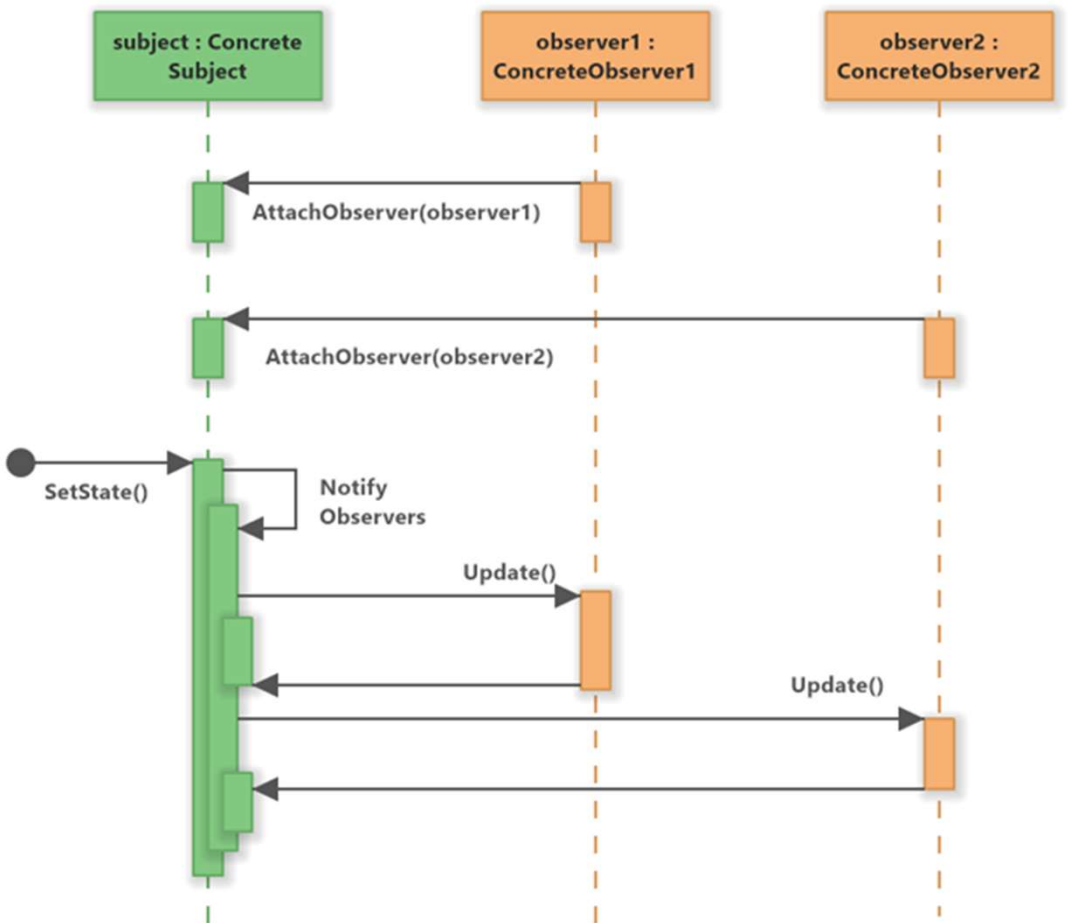 subject : Concrete
Subject
observer1 :
ConcreteObserver1
observer2 :
ConcreteObserver2
AttachObserver(observer1)
AttachObserver(observer2)
SetState()
Notify
Observers
Update()
Update()